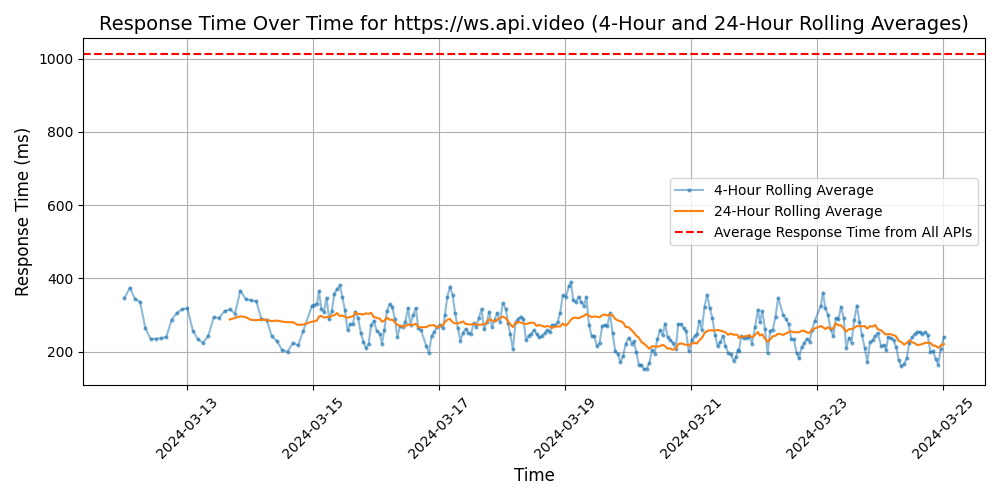 Response Time Over Time for https://ws.api.video (4-Hour and 24-Hour Rolling Averages)
Response Time (ms)
1000
800
600
400
200
4-Hour Rolling Average
24-Hour Rolling Average
Average Response Time from All APIs
2024-03-13
2024-03-15
2024-03-17
2024-03-19
2024-03-21
2024-03-23
2024-03-25
Time